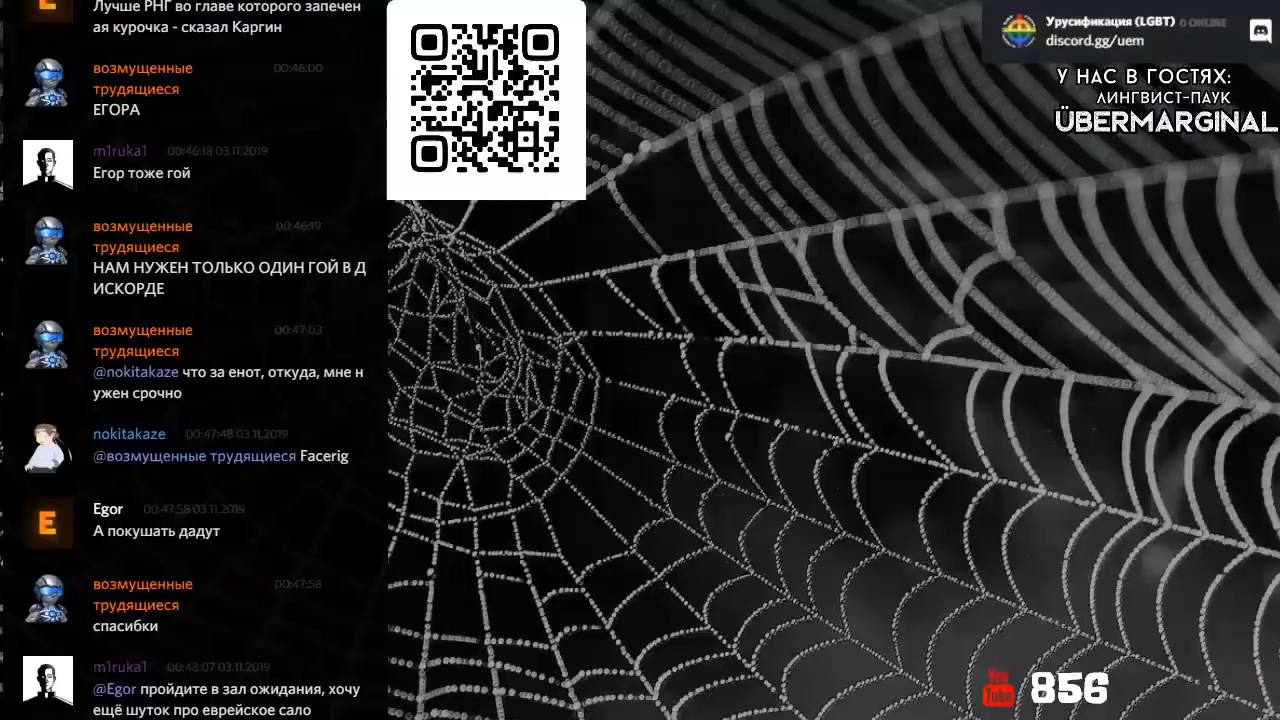 Лучше РНГ во главе которого запечен
ая курочка - сказал Каргин
возмущенные 00:46:00
трудящиеся
ЕГОРА
m1ruka1 00:46:18 03.11.2019
Егор тоже гой
возмущенные 00:46:19
трудящиеся
НАМ НУЖЕН ТОЛЬКО ОДИН ГОЙ В Д
ИСКОРДЕ
возмущенные 00:47:03
трудящиеся
@nokitakaze что за енот, откуда, мне н
ужен срочно
nokitakaze 00:47:48 03.11.2019
@возмущенные трудящиеся Facerig
E
Egor 00:47:58 03.11.2019
А покушать дадут
возмущенные 00:47:58
трудящиеся
спасибки
m1ruka1 00:48:07 03.11.2019
@Egor пройдите в зал ожидания, хочу
ещё шуток про еврейское
Урусификация (LGBT) 0 ONLINE
discord.gg/uem
У НАС В ГОСТЯХ:
ЛИНГВИСТ-ПАУК
ÜBERMARGINAL
You
Tube 856